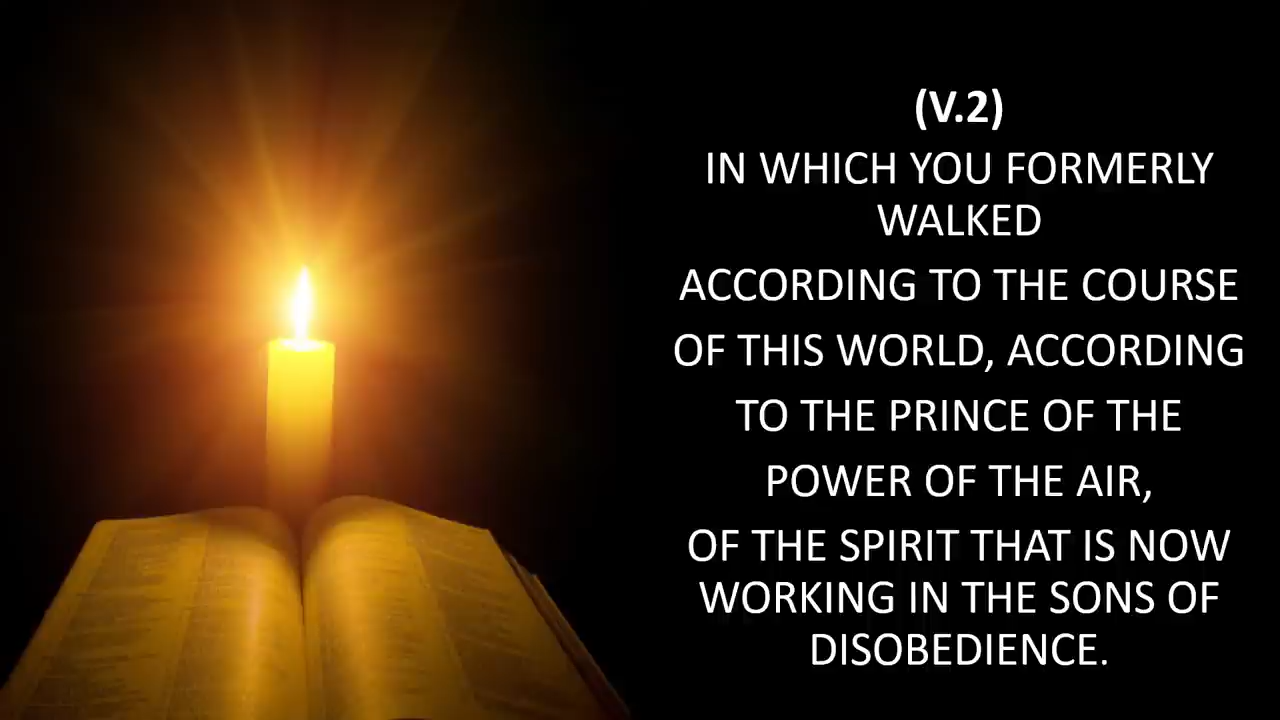 (V.2)
IN WHICH YOU FORMERLY
WALKED
ACCORDING TO THE COURSE
OF THIS WORLD, ACCORDING
TO THE PRINCE OF THE
POWER OF THE AIR,
OF THE SPIRIT THAT IS NOW
WORKING IN THE SONS OF
DISOBEDIENCE.